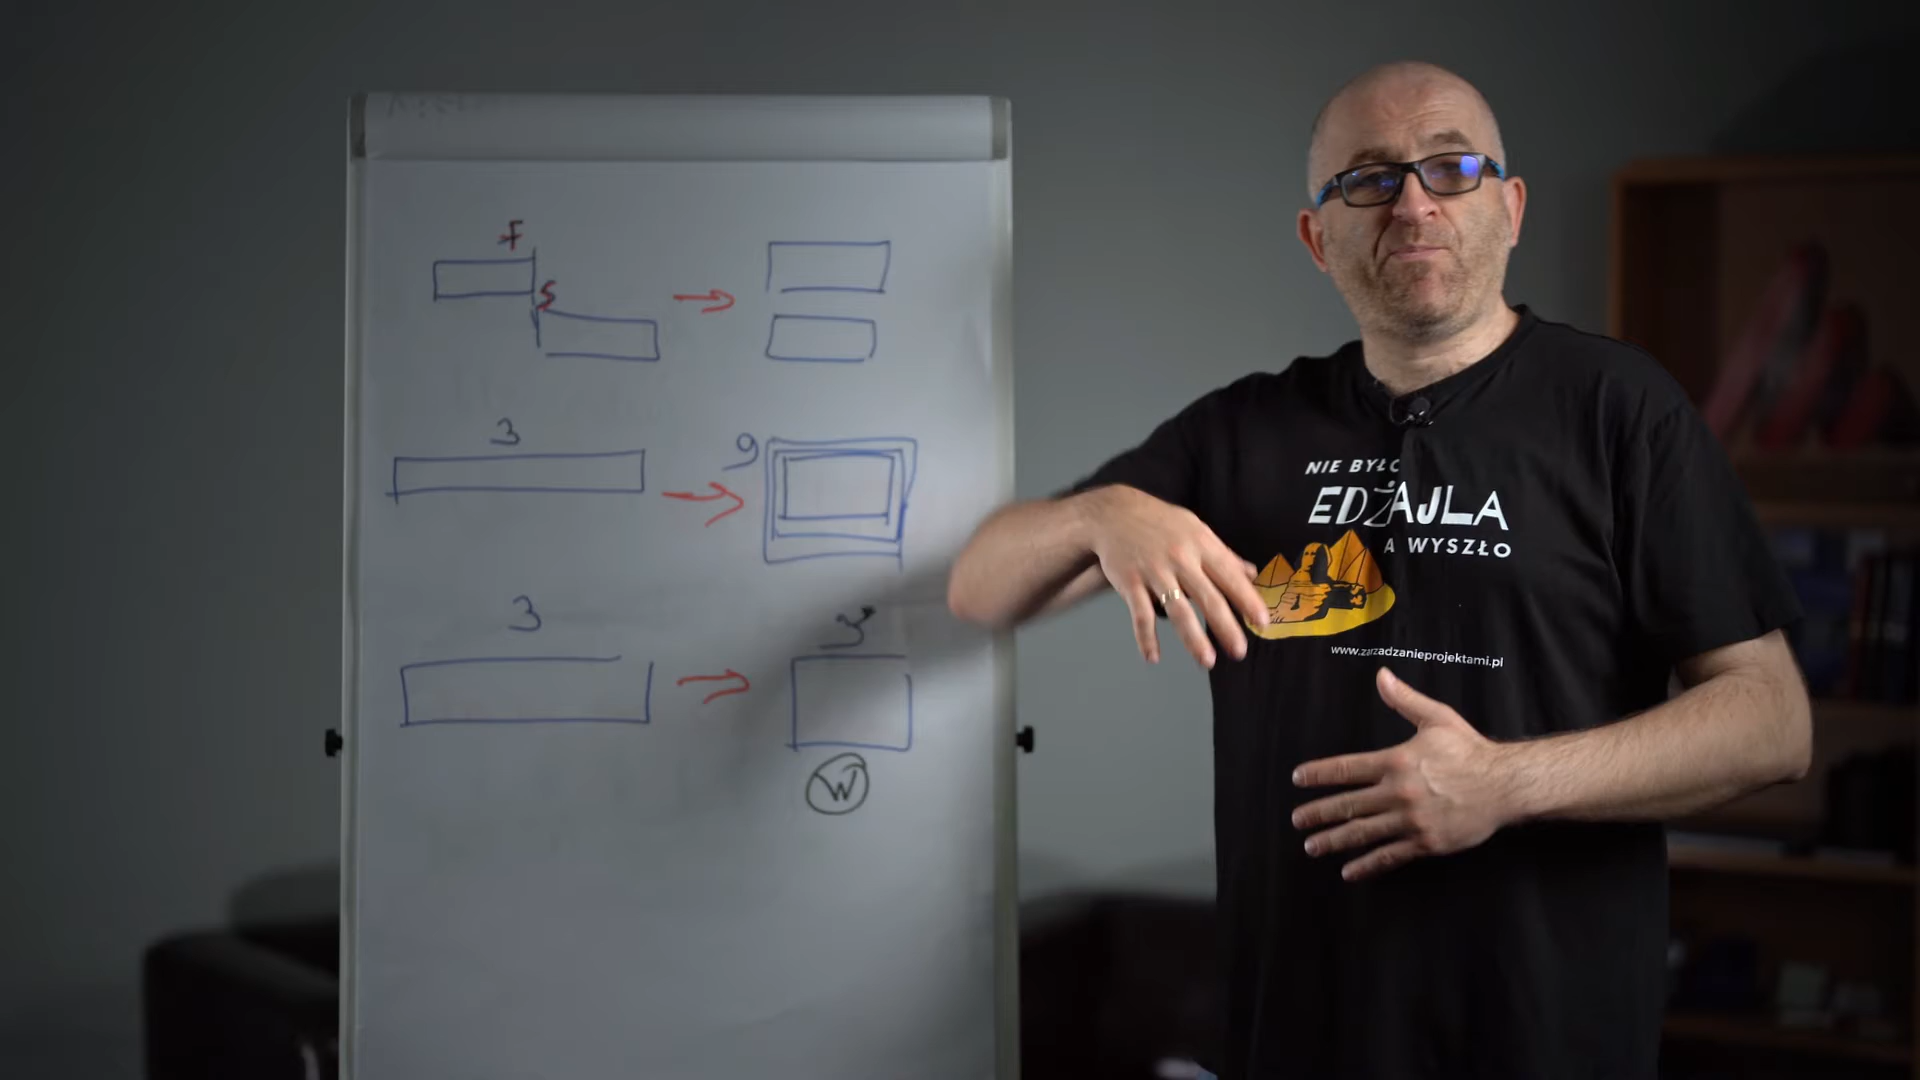 F
S
3
9
3
3
W
NIE BYŁO
EDŻAJLA
A WYSZŁO
www.zarzadzanieprojektami.pl